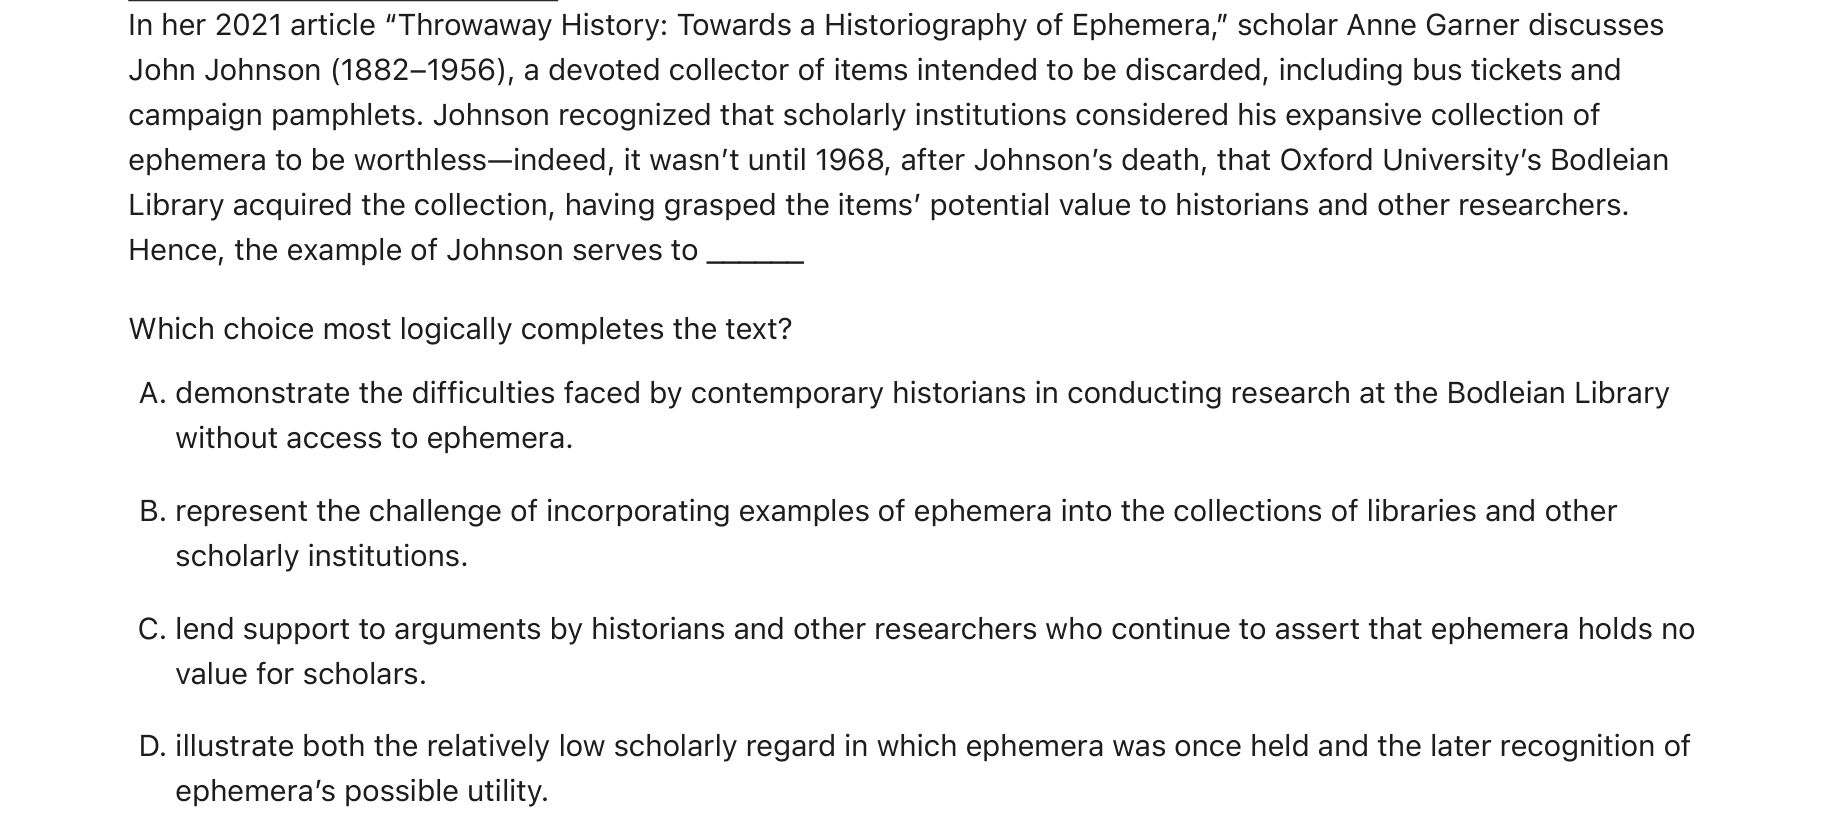 In her 2021 article “Throwaway History: Towards a Historiography of Ephemera,” scholar Anne Garner discusses
John Johnson (1882–1956), a devoted collector of items intended to be discarded, including bus tickets and
campaign pamphlets. Johnson recognized that scholarly institutions considered his expansive collection of
ephemera to be worthless—indeed, it wasn’t until 1968, after Johnson’s death, that Oxford University’s Bodleian
Library acquired the collection, having grasped the items’ potential value to historians and other researchers.
Hence, the example of Johnson serves to ______
Which choice most logically completes the text?
A. demonstrate the difficulties faced by contemporary historians in conducting research at the Bodleian Library
without access to ephemera.
B. represent the challenge of incorporating examples of ephemera into the collections of libraries and other
scholarly institutions.
C. lend support to arguments by historians and other researchers who continue to assert that ephemera holds no
value for scholars.
D. illustrate both the relatively low scholarly regard in which ephemera was once held and the later recognition of
ephemera’s possible utility.